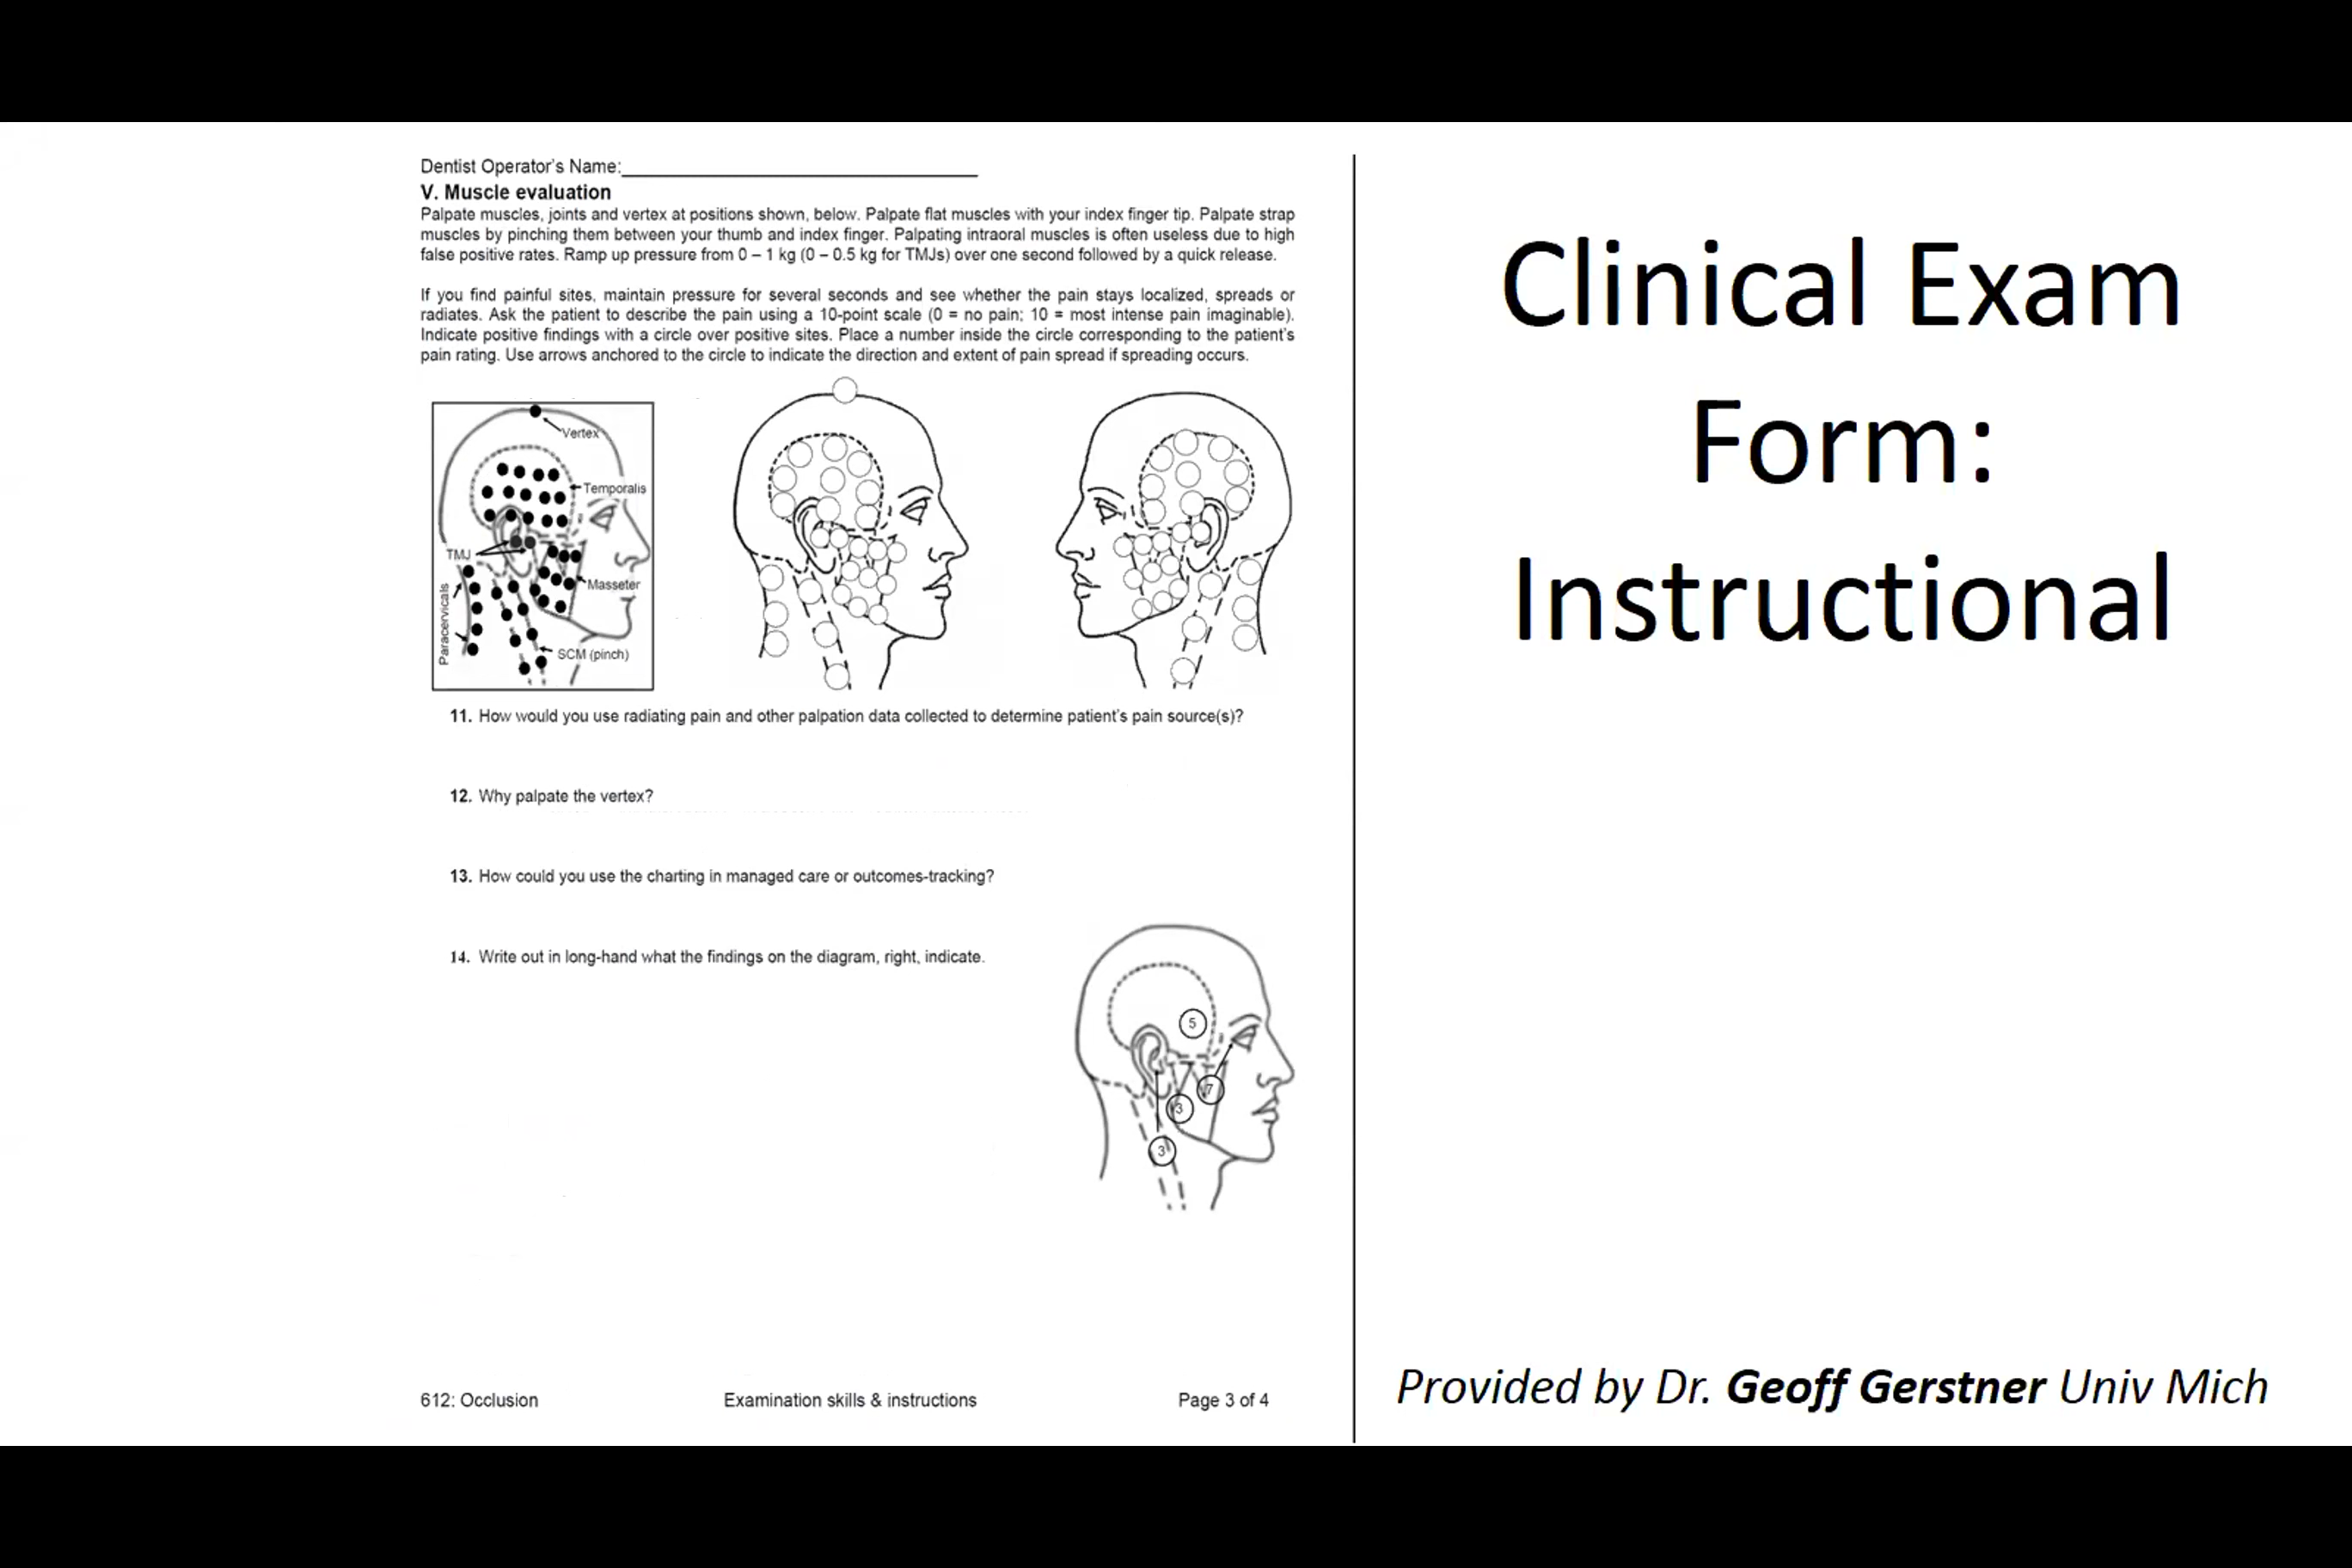 Dentist Operator's Name:
V. Muscle evaluation
Palpate muscles, joints and vertex at positions shown, below. Palpate flat muscles with your index finger tip. Palpate strap
muscles by pinching them between your thumb and index finger. Palpating intraoral muscles is often useless due to high
false positive rates. Ramp up pressure from 0 – 1 kg (0 – 0.5 kg for TMJs) over one second followed by a quick release.
If you find painful sites, maintain pressure for several seconds and see whether the pain stays localized, spreads or
radiates. Ask the patient to describe the pain using a 10-point scale (0 = no pain; 10 = most intense pain imaginable).
Indicate positive findings with a circle over positive sites. Place a number inside the circle corresponding to the patient's
pain rating. Use arrows anchored to the circle to indicate the direction and extent of pain spread if spreading occurs.
Vertex
Temporalis
TMJ
Masseter
Paracervicals
SCM (pinch)
11. How would you use radiating pain and other palpation data collected to determine patient's pain source(s)?
12. Why palpate the vertex?
13. How could you use the charting in managed care or outcomes-tracking?
14. Write out in long-hand what the findings on the diagram, right, indicate.
5
7
3
3
612: Occlusion
Examination skills & instructions
Page 3 of 4
Clinical Exam
Form:
Instructional
Provided by Dr. Geoff Gerstner Univ Mich